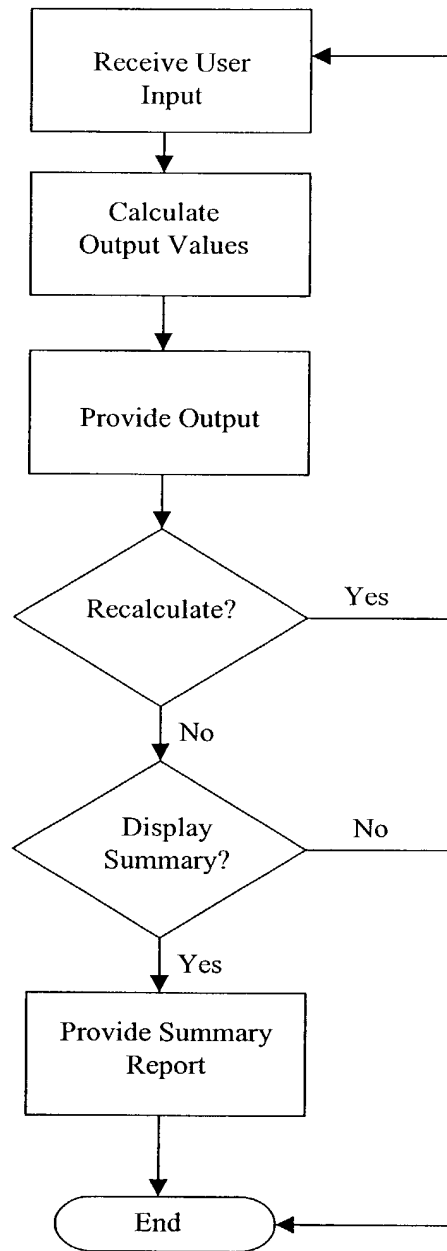 Receive User
Input
Calculate
Output Values
Provide Output
Recalculate?
Yes
No
Display
Summary?
No
Yes
Provide Summary
Report
End